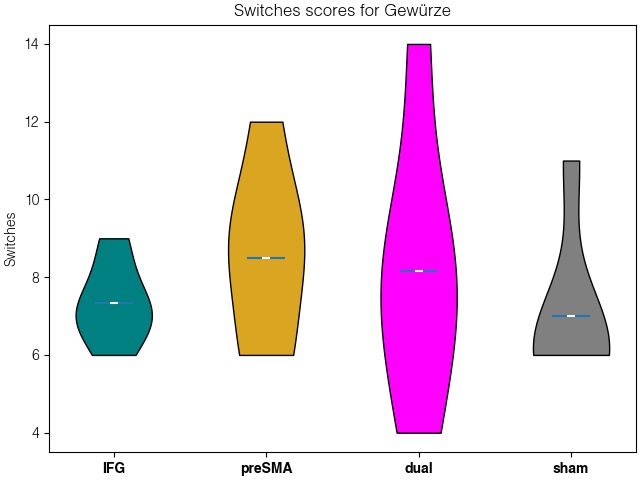 Switches scores for Gewürze
14
12
10
8
6
4
Switches
IFG
preSMA
dual
sham